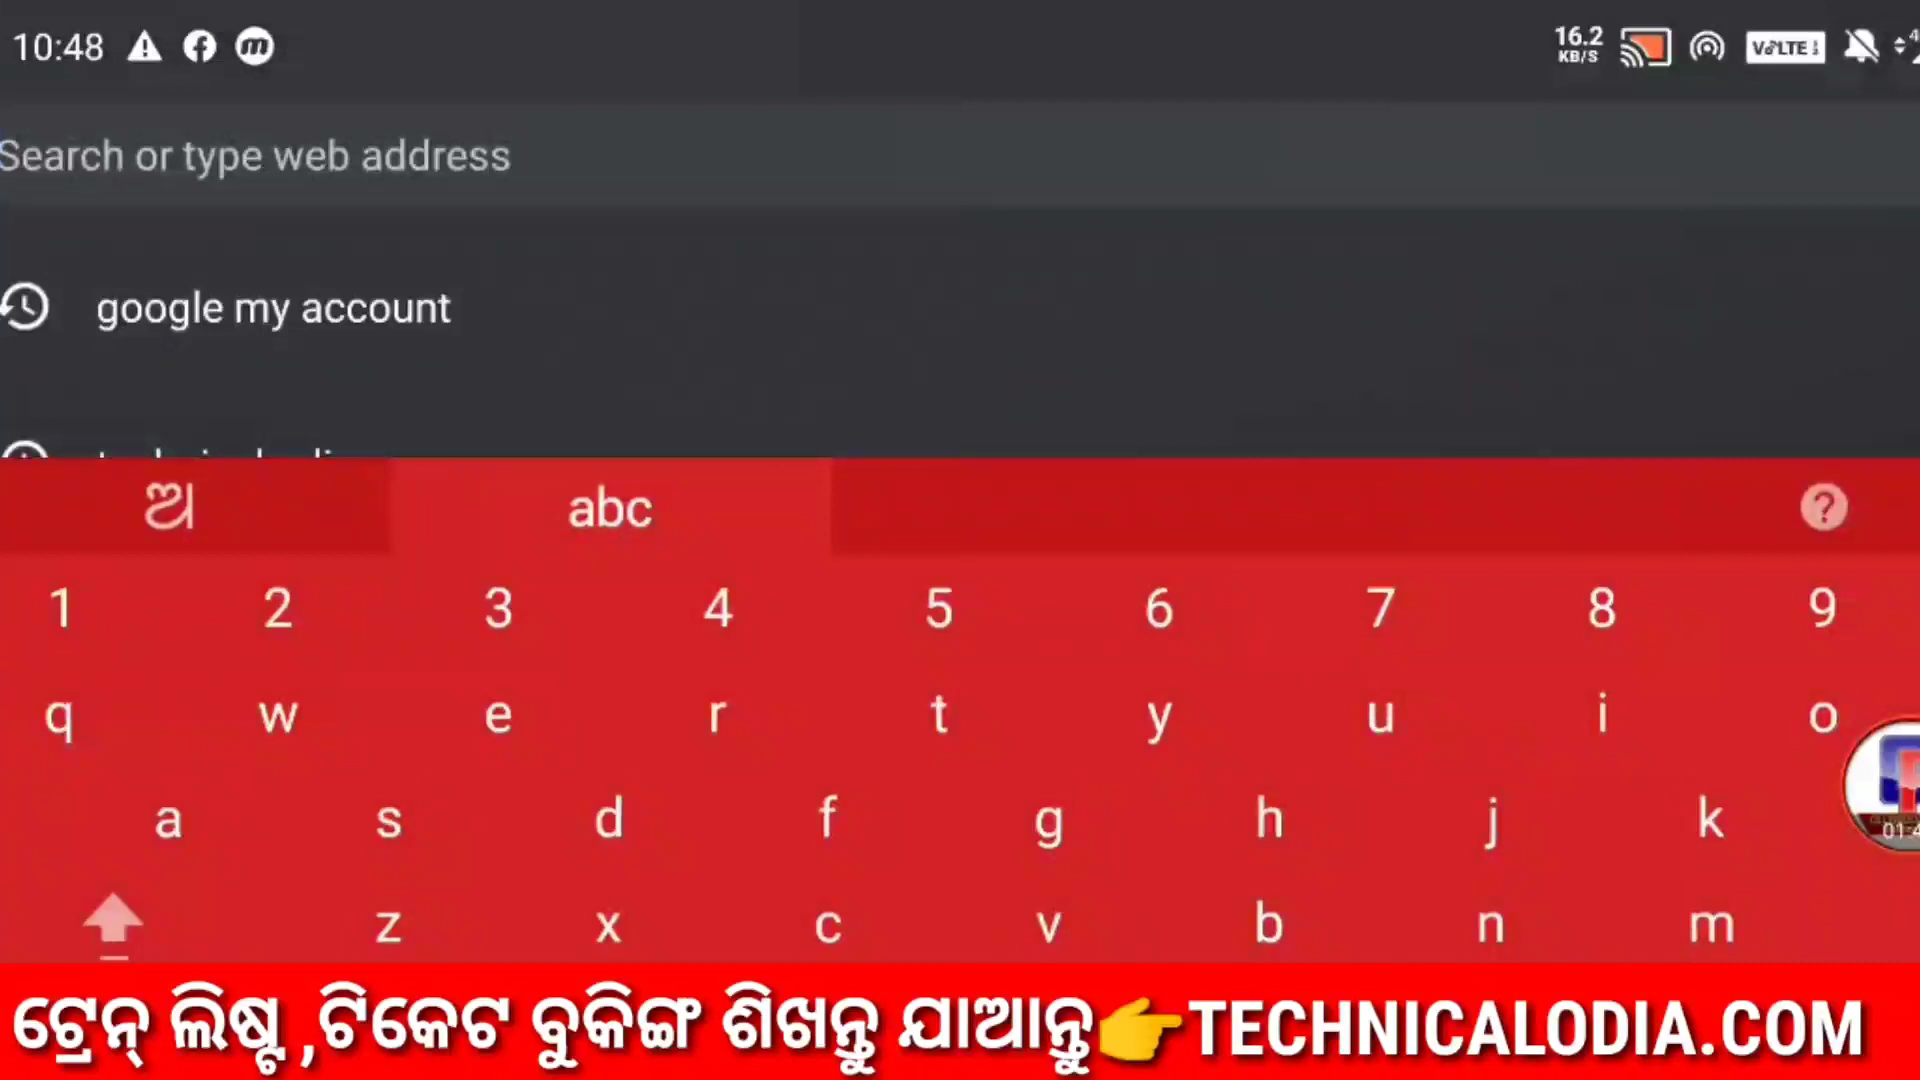 10:48
16.2
KB/S
VoLTE
Search or type web address
google my account
ଅ abc ?
1 2 3 4 5 6 7 8 9
q w e r t y u i o
a s d f g h j k
z x c v b n m
ଟ୍ରେନ୍ ଲିଷ୍ଟ ,ଟିକେଟ ବୁକିଙ୍ଗ ଶିଖନ୍ତୁ ଯାଆନ୍ତୁ👉TECHNICALODIA.COM